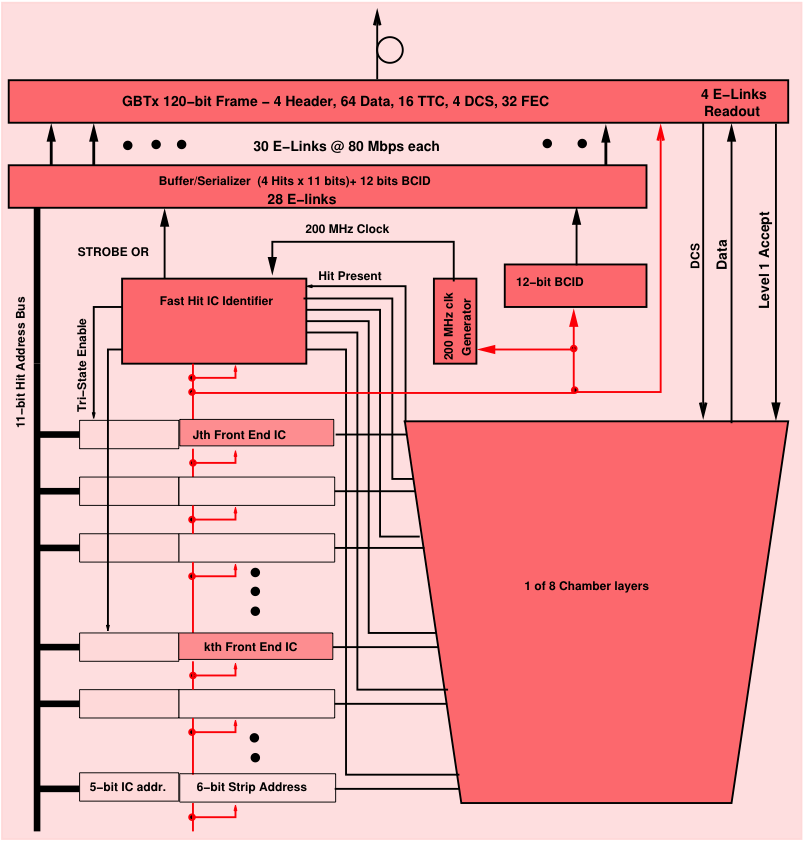 GBTx 120−bit Frame − 4 Header, 64 Data, 16 TTC, 4 DCS, 32 FEC
4 E−Links
Readout
30 E−Links @ 80 Mbps each
Buffer/Serializer (4 Hits x 11 bits)+ 12 bits BCID
28 E−links
STROBE OR
200 MHz Clock
Hit Present
Fast Hit IC Identifier
200 MHz clk
Generator
12−bit BCID
DCS
Data
Level 1 Accept
11−bit Hit Address Bus
Tri−State Enable
Jth Front End IC
1 of 8 Chamber layers
kth Front End IC
5−bit IC addr.
6−bit Strip Address